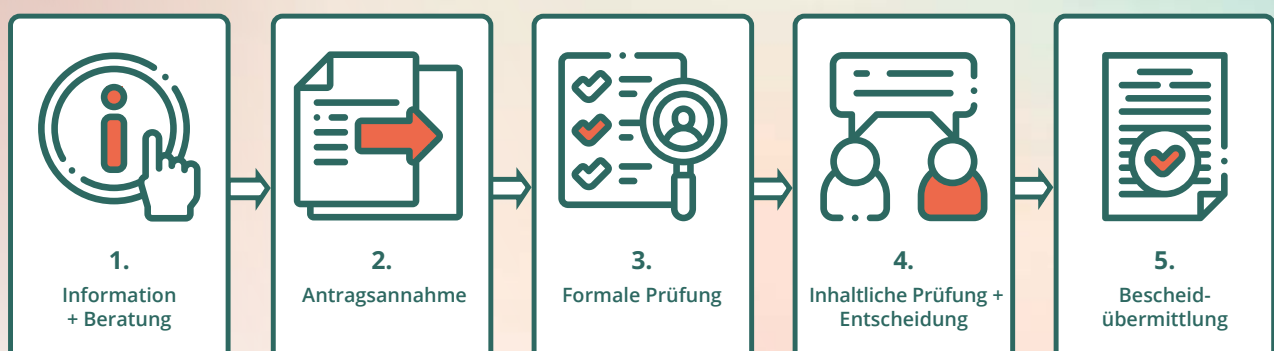 1.
Information
+ Beratung
2.
Antragsannahme
3.
Formale Prüfung
4.
Inhaltliche Prüfung +
Entscheidung
5.
Bescheid-
übermittlung